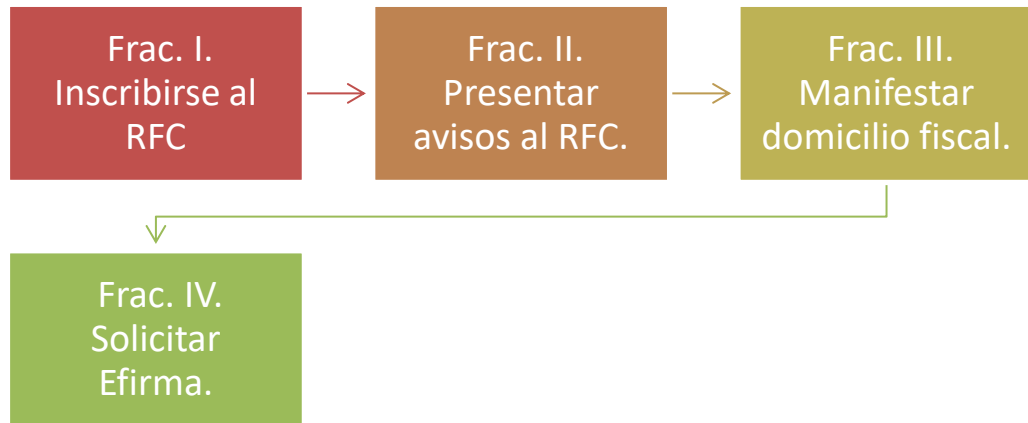 Frac. I.
Inscribirse al
RFC
Frac. II.
Presentar
avisos al RFC.
Frac. III.
Manifestar
domicilio fiscal.
Frac. IV.
Solicitar
Efirma.